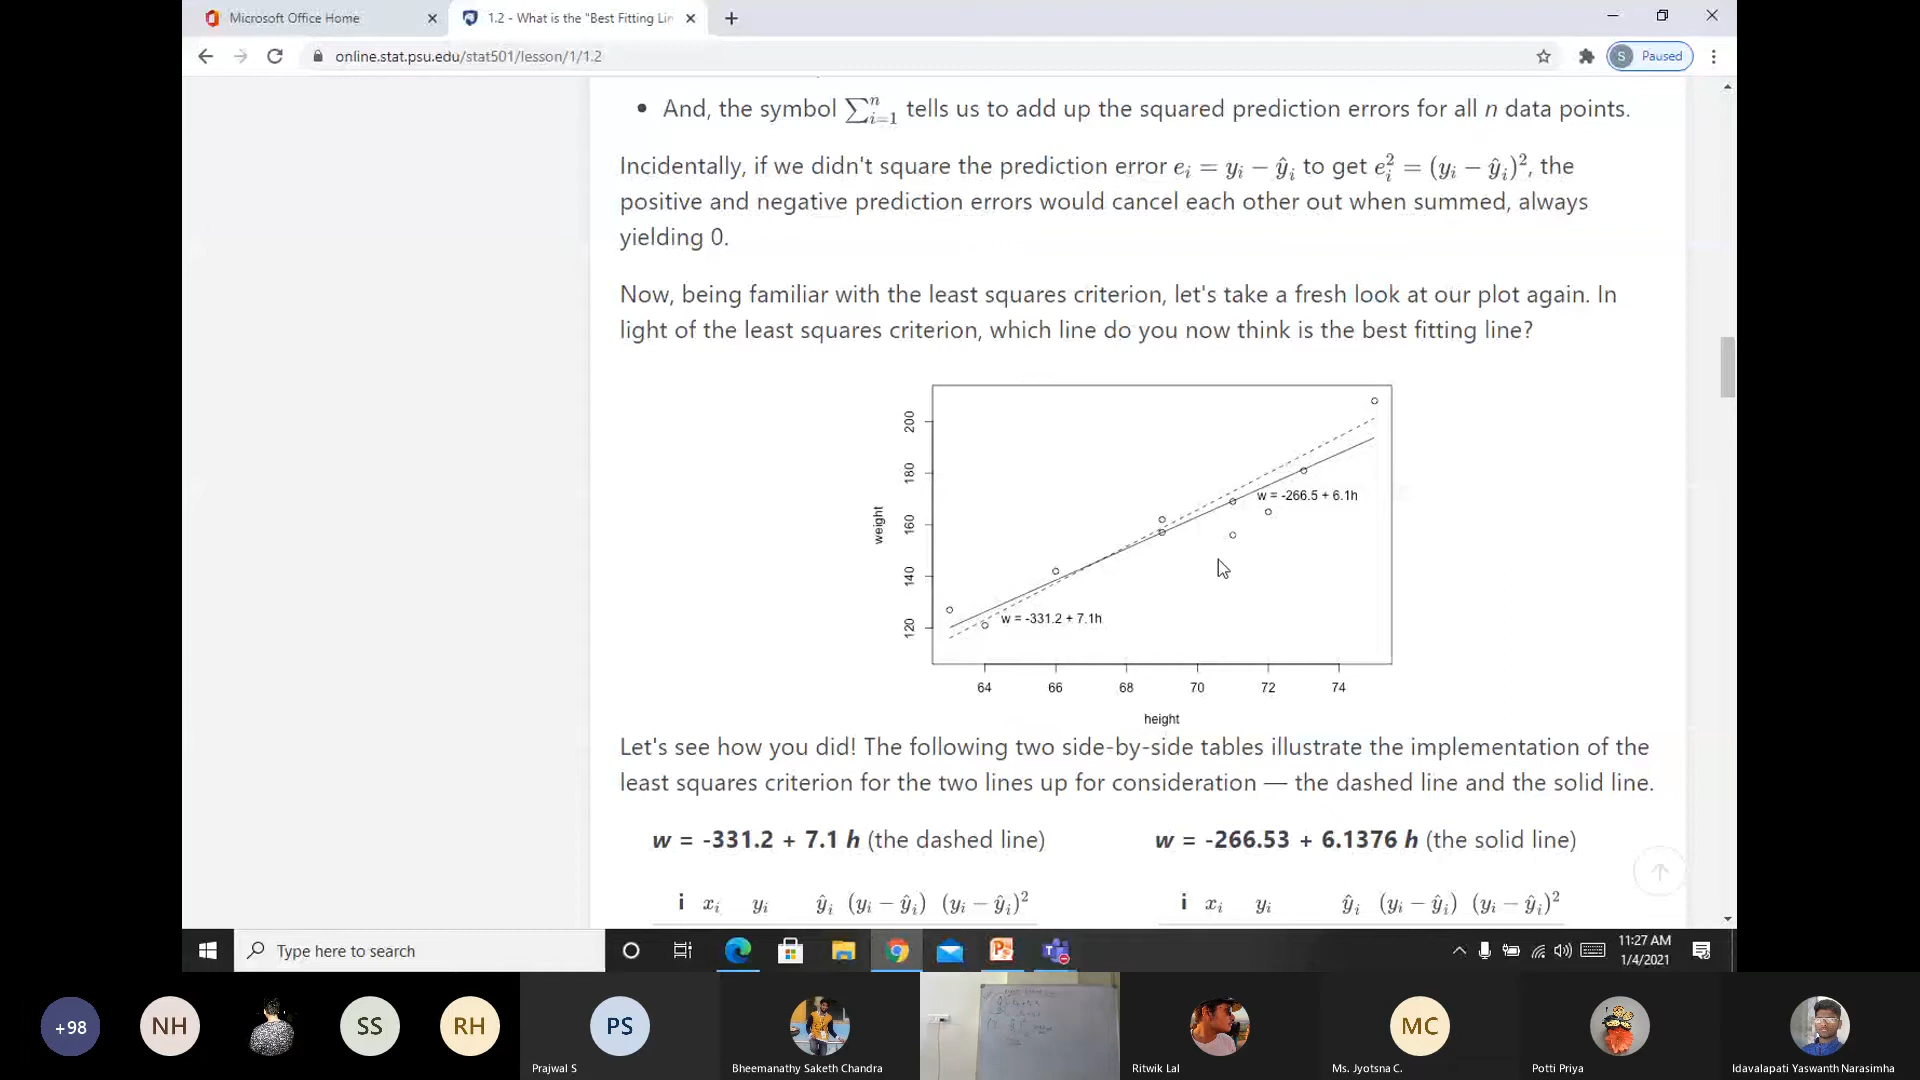 Microsoft Office Home
1.2 - What is the "Best Fitting Lin
online.stat.psu.edu/stat501/lesson/1/1.2
S Paused
• And, the symbol ∑ⁿᵢ₌₁ tells us to add up the squared prediction errors for all n data points.
Incidentally, if we didn't square the prediction error eᵢ = yᵢ − ŷᵢ to get eᵢ² = (yᵢ − ŷᵢ)², the
positive and negative prediction errors would cancel each other out when summed, always
yielding 0.
Now, being familiar with the least squares criterion, let's take a fresh look at our plot again. In
light of the least squares criterion, which line do you now think is the best fitting line?
200
180
160
140
120
weight
w = -266.5 + 6.1h
w = -331.2 + 7.1h
64 66 68 70 72 74
height
Let's see how you did! The following two side-by-side tables illustrate the implementation of the
least squares criterion for the two lines up for consideration — the dashed line and the solid line.
w = -331.2 + 7.1 h (the dashed line)
w = -266.53 + 6.1376 h (the solid line)
i xᵢ yᵢ ŷᵢ (yᵢ − ŷᵢ) (yᵢ − ŷᵢ)²
i xᵢ yᵢ ŷᵢ (yᵢ − ŷᵢ) (yᵢ − ŷᵢ)²
Type here to search
11:27 AM
1/4/2021
+98
NH
SS
RH
PS
MC
Prajwal S
Bheemanathy Saketh Chandra
Ritwik Lal
Ms. Jyotsna C.
Potti Priya
Idavalapati Yaswanth Narasimha